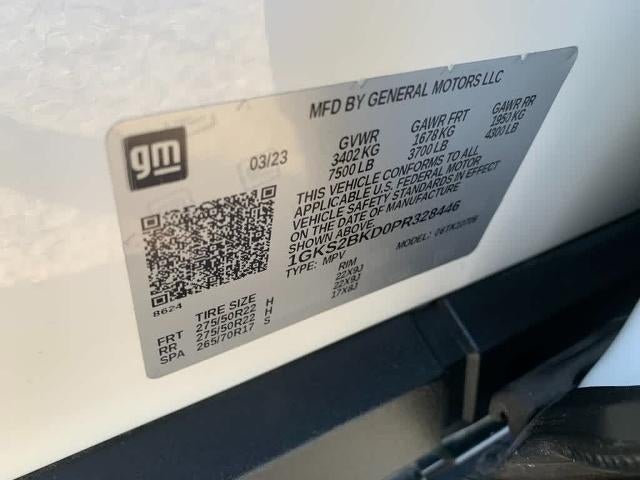 MFD BY GENERAL MOTORS LLC
gm
03/23
GVWR GAWR FRT GAWR RR
3402 KG 1678 KG 1950 KG
7500 LB 3700 LB 4300 LB
THIS VEHICLE CONFORMS TO ALL
APPLICABLE U.S. FEDERAL MOTOR
VEHICLE SAFETY STANDARDS IN EFFECT
ON THE DATE OF MANUFACTURE
SHOWN ABOVE.
1GKS2BKD0PR328446
TYPE: MPV MODEL:
8624
TIRE SIZE RIM
FRT 275/50R22 H 22X9J
RR 275/50R22 H 22X9J
SPA 265/70R17 S 17X8J